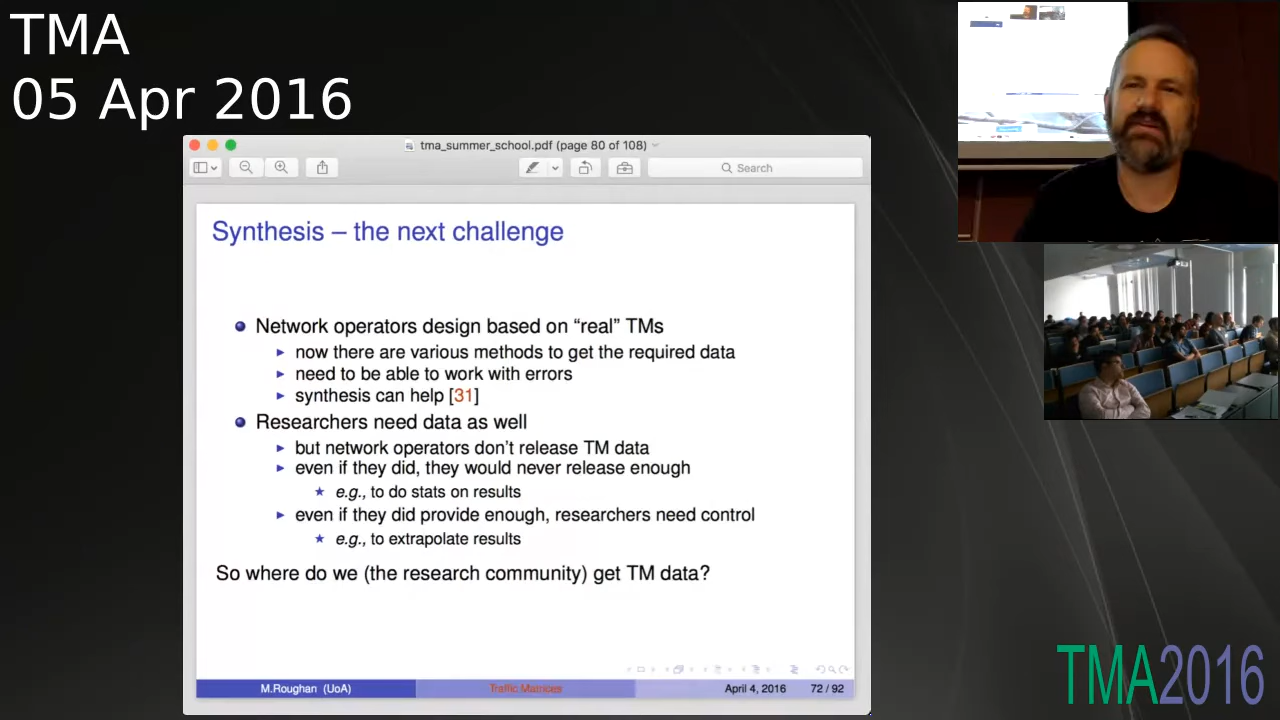 TMA
05 Apr 2016
tma_summer_school.pdf (page 80 of 108)
Search
Synthesis – the next challenge
Network operators design based on “real” TMs
now there are various methods to get the required data
need to be able to work with errors
synthesis can help [31]
Researchers need data as well
but network operators don’t release TM data
even if they did, they would never release enough
e.g., to do stats on results
even if they did provide enough, researchers need control
e.g., to extrapolate results
So where do we (the research community) get TM data?
M.Roughan (UoA) Traffic Matrices April 4, 2016 72 / 92
TMA2016